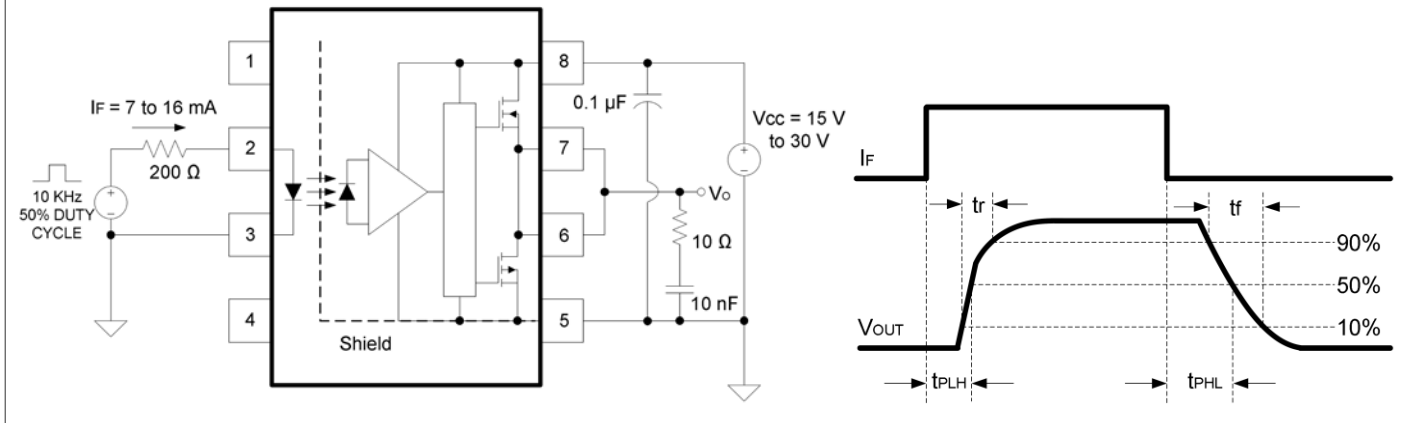 1
2
3
4
8
7
6
5
IF = 7 to 16 mA
200 Ω
10 KHz
50% DUTY
CYCLE
Shield
0.1 µF
Vcc = 15 V
to 30 V
Vo
10 Ω
10 nF
IF
tr
tf
90%
50%
10%
VOUT
tPLH
tPHL